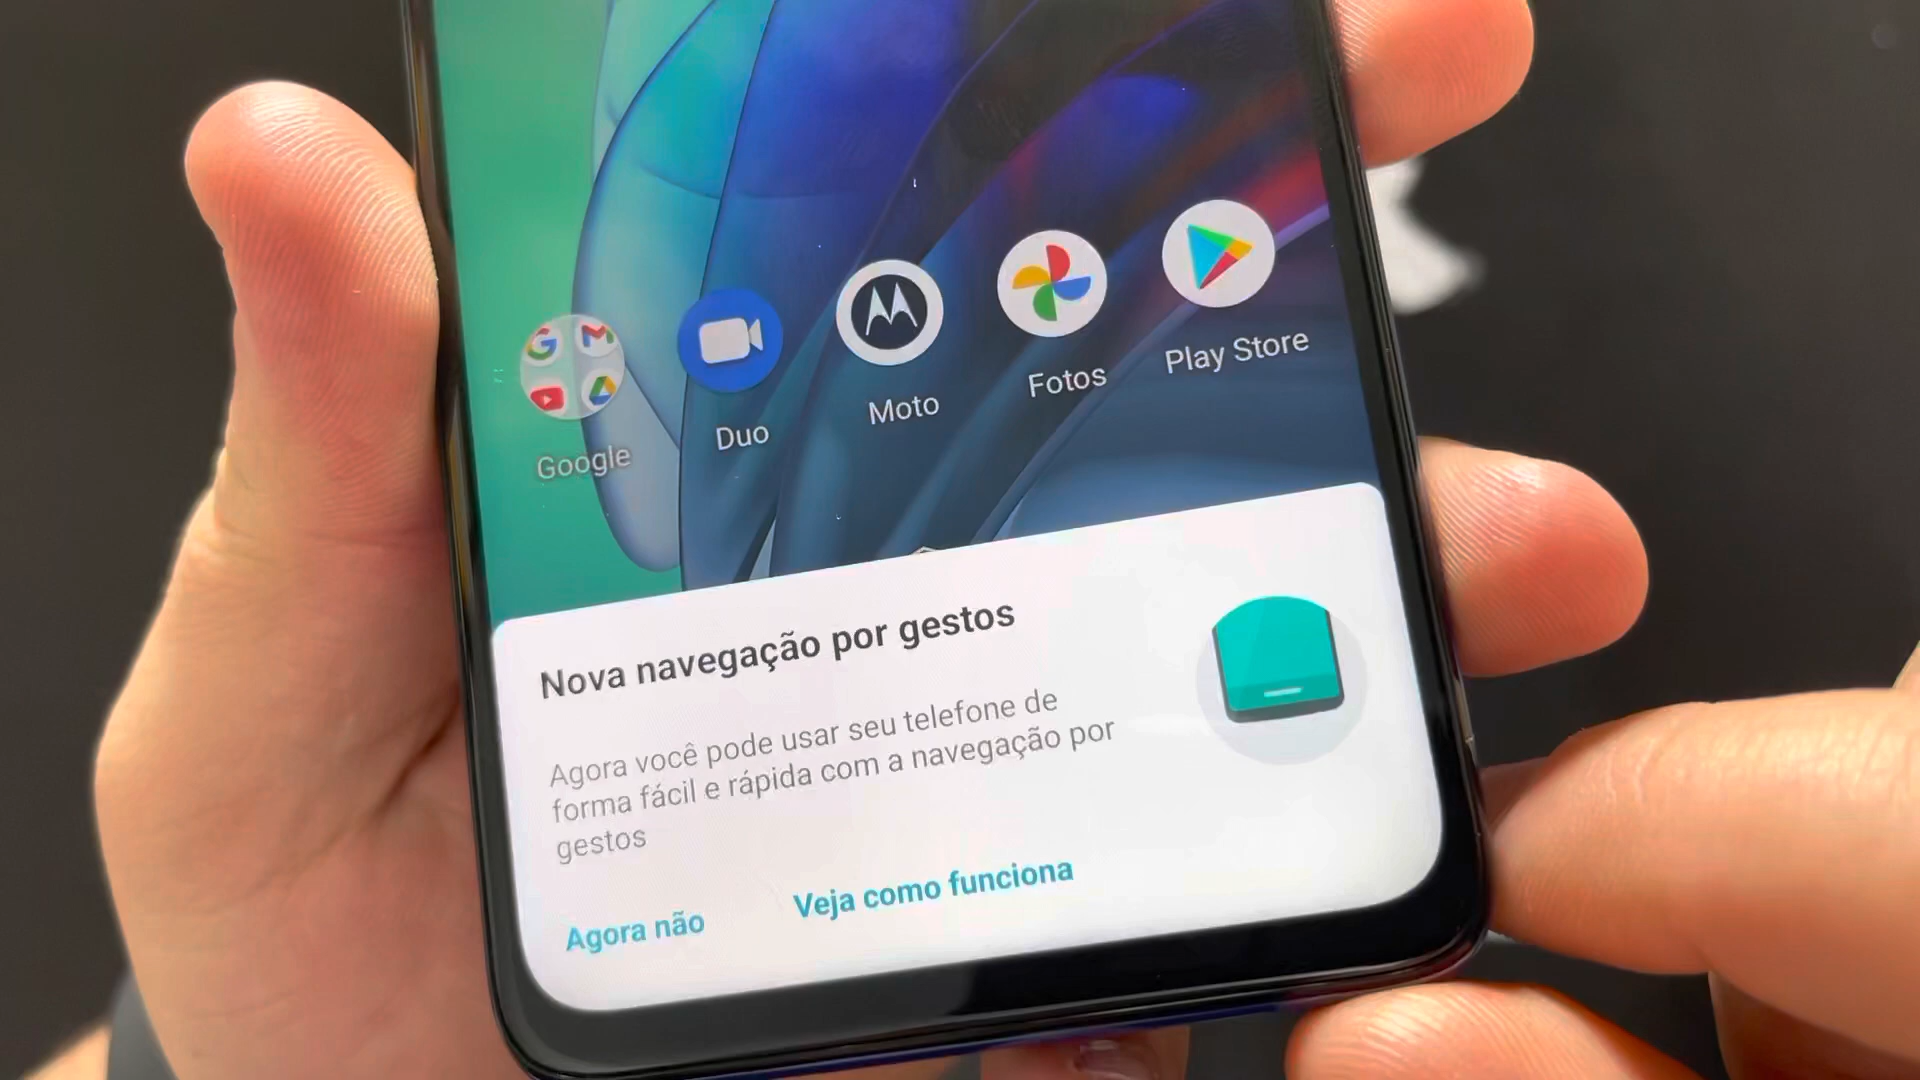 Google
Duo
Moto
Fotos
Play Store
Nova navegação por gestos
Agora você pode usar seu telefone de
forma fácil e rápida com a navegação por
gestos
Agora não
Veja como funciona